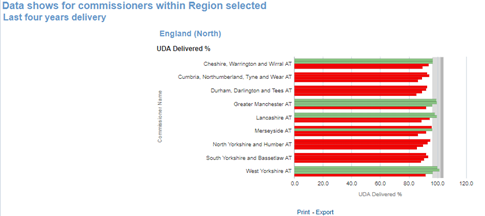 Data shows for commissioners within Region selected
Last four years delivery
England (North)
UDA Delivered %
Commissioner Name
Cheshire, Warrington and Wirral AT
Cumbria, Northumberland, Tyne and Wear AT
Durham, Darlington and Tees AT
Greater Manchester AT
Lancashire AT
Merseyside AT
North Yorkshire and Humber AT
South Yorkshire and Bassetlaw AT
West Yorkshire AT
0.0 20.0 40.0 60.0 80.0 100.0 120.0
UDA Delivered %
Print - Export